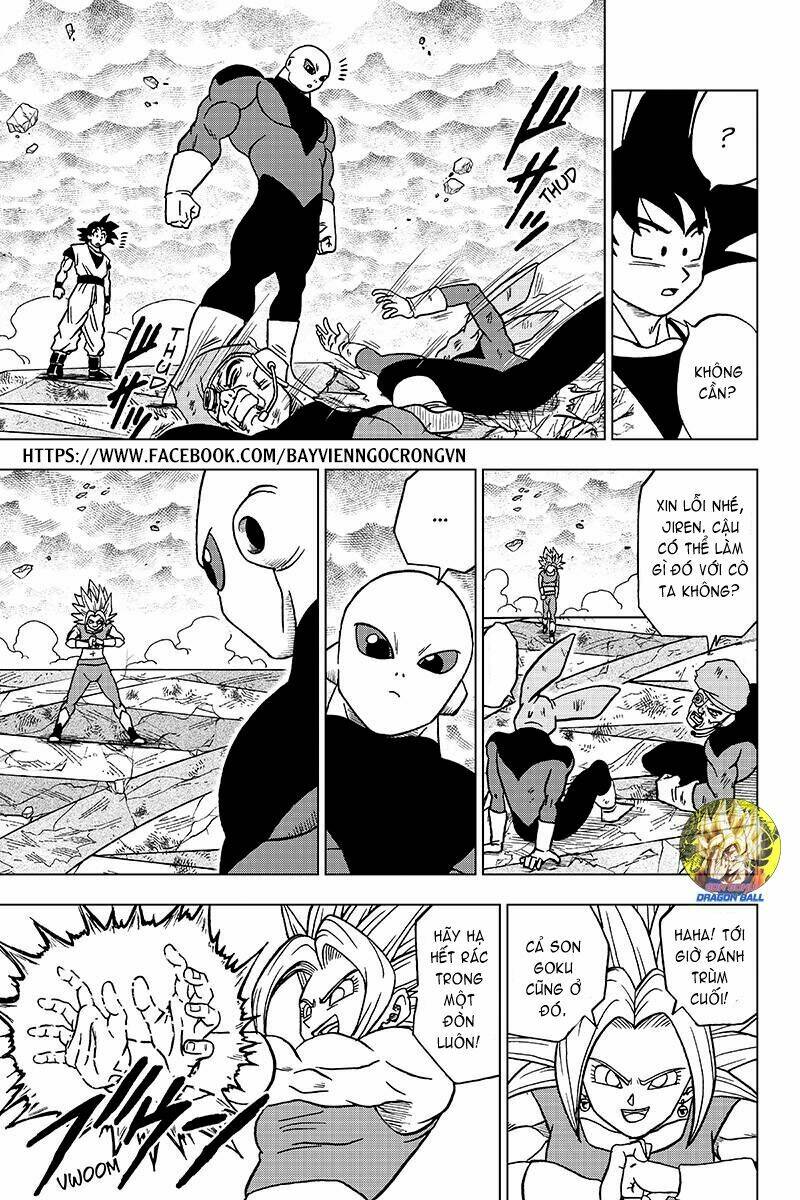 ?
KHÔNG
CẦN?
THUD
THUD
HTTPS://WWW.FACEBOOK.COM/BAYVIENNGOCRONGVN
XIN LỖI NHÉ,
JIREN. CẬU
CÓ THỂ LÀM
GÌ ĐÓ VỚI CÔ
TA KHÔNG?
...
HAHA! TỚI
GIỜ ĐÁNH
TRÙM
CUỐI!
CẢ SON
GOKU
CŨNG Ở
ĐÓ.
HÃY HẠ
HẾT RÁC
TRONG
MỘT
ĐÒN
LUÔN!
VWOOM
DRAGON BALL